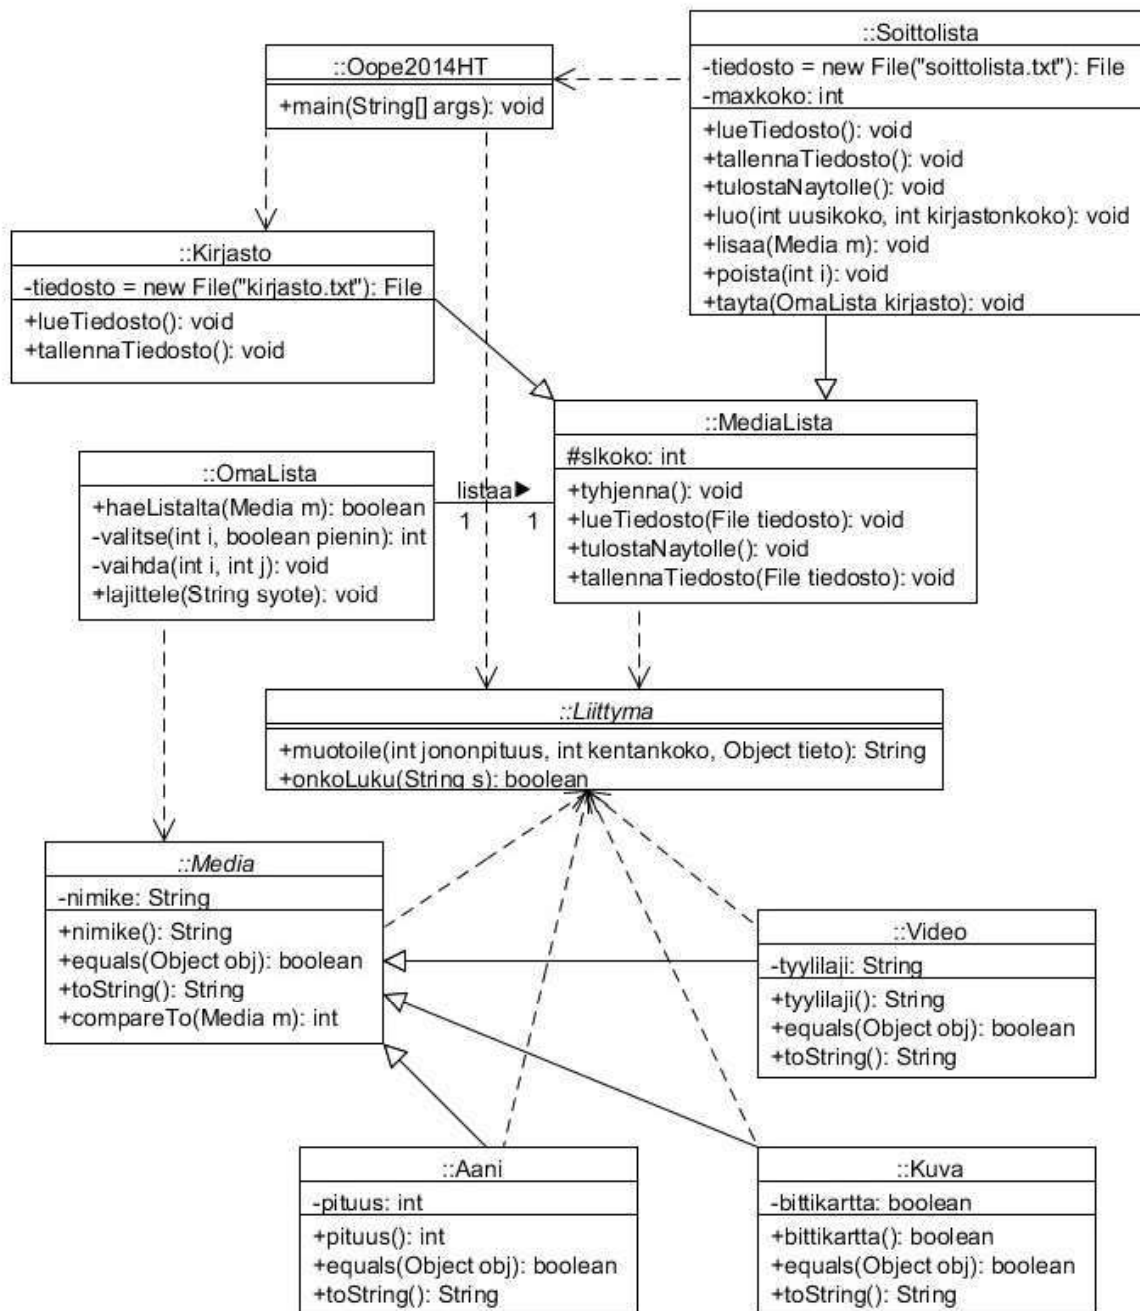 ::Oope2014HT
+main(String[] args): void
::Soittolista
-tiedosto = new File("soittolista.txt"): File
-maxkoko: int
+lueTiedosto(): void
+tallennaTiedosto(): void
+tulostaNaytolle(): void
+luo(int uusikoko, int kirjastonkoko): void
+lisaa(Media m): void
+poista(int i): void
+tayta(OmaLista kirjasto): void
::Kirjasto
-tiedosto = new File("kirjasto.txt"): File
+lueTiedosto(): void
+tallennaTiedosto(): void
::MediaLista
#slkoko: int
+tyhjenna(): void
+lueTiedosto(File tiedosto): void
+tulostaNaytolle(): void
+tallennaTiedosto(File tiedosto): void
::OmaLista
+haeListalta(Media m): boolean
-valitse(int i, boolean pienin): int
-vaihda(int i, int j): void
+lajittele(String syote): void
listaa▶
1 1
::Liittyma
+muotoile(int jononpituus, int kentankoko, Object tieto): String
+onkoLuku(String s): boolean
::Media
-nimike: String
+nimike(): String
+equals(Object obj): boolean
+toString(): String
+compareTo(Media m): int
::Video
-tyylilaji: String
+tyylilaji(): String
+equals(Object obj): boolean
+toString(): String
::Aani
-pituus: int
+pituus(): int
+equals(Object obj): boolean
+toString(): String
::Kuva
-bittikartta: boolean
+bittikartta(): boolean
+equals(Object obj): boolean
+toString(): String